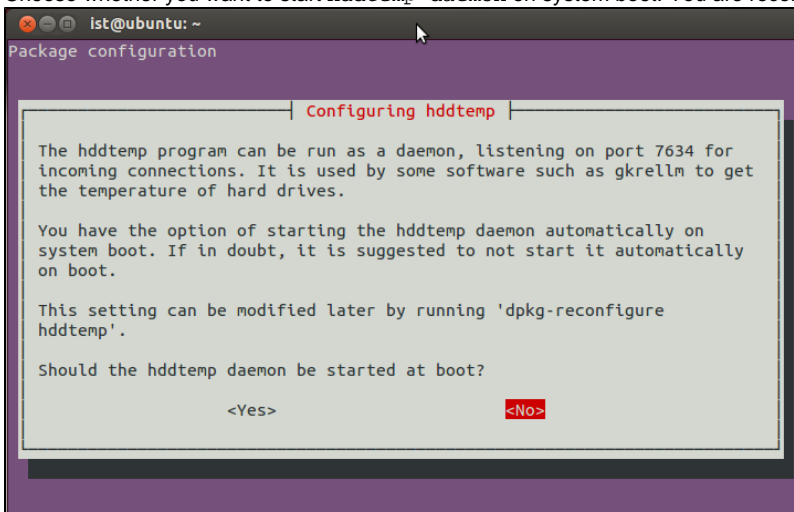 ist@ubuntu: ~
Package configuration
Configuring hddtemp
The hddtemp program can be run as a daemon, listening on port 7634 for
incoming connections. It is used by some software such as gkrellm to get
the temperature of hard drives.
You have the option of starting the hddtemp daemon automatically on
system boot. If in doubt, it is suggested to not start it automatically
on boot.
This setting can be modified later by running 'dpkg-reconfigure
hddtemp'.
Should the hddtemp daemon be started at boot?
<Yes> <No>